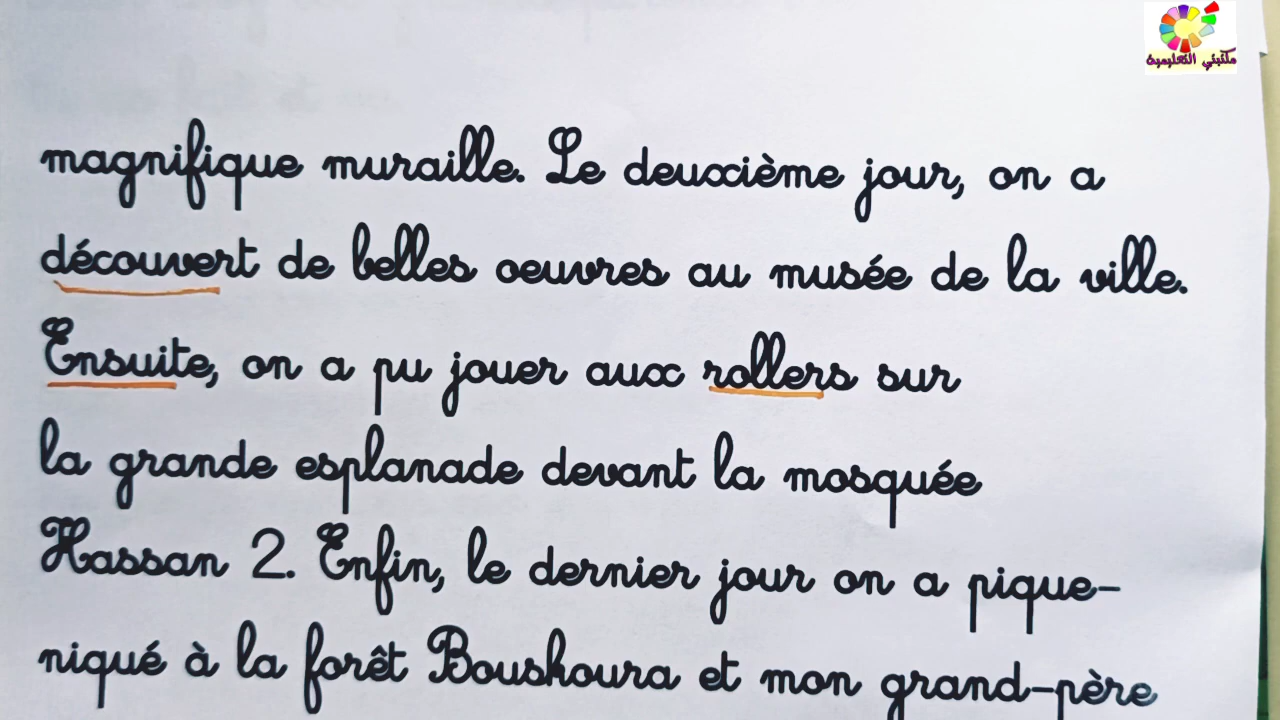 مكتبتي التعليمية
magnifique muraille. Le deuxième jour, on a
découvert de belles oeuvres au musée de la ville.
Ensuite, on a pu jouer aux rollers sur
la grande esplanade devant la mosquée
Hassan 2. Enfin, le dernier jour on a pique-
niqué à la forêt Bouskoura et mon grand-père